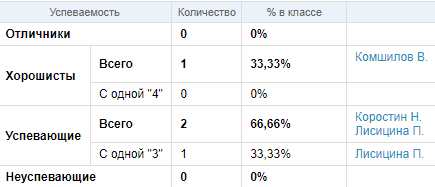 Успеваемость Количество % в классе
Отличники 0 0%
Хорошисты Всего 1 33,33% Комшилов В.
С одной "4" 0 0%
Успевающие Всего 2 66,66% Коростин Н.
Лисицина П.
С одной "3" 1 33,33% Лисицина П.
Неуспевающие 0 0%